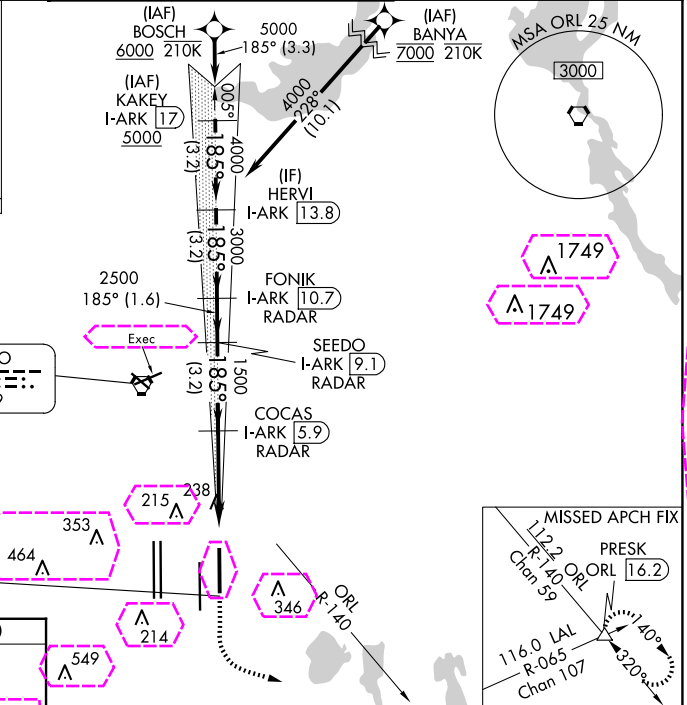 (IAF)
BOSCH
6000 210K
5000
185° (3.3)
(IAF)
BANYA
7000 210K
MSA ORL 25 NM
3000
(IAF)
KAKEY
I-ARK 17
5000
005°
4000
228°
(10.1)
4000
185°
(3.2)
(IF)
HERVI
I-ARK 13.8
3000
185°
(3.2)
1749
1749
2500
185° (1.6)
FONIK
I-ARK 10.7
RADAR
Exec
SEEDO
I-ARK 9.1
RADAR
1500
185°
(3.2)
O
COCAS
I-ARK 5.9
RADAR
215
238
353
464
346
214
549
ORL
R-140
MISSED APCH FIX
112.2 ORL
R-140
Chan 59
PRESK
ORL 16.2
116.0 LAL
R-065
Chan 107
140°
320°